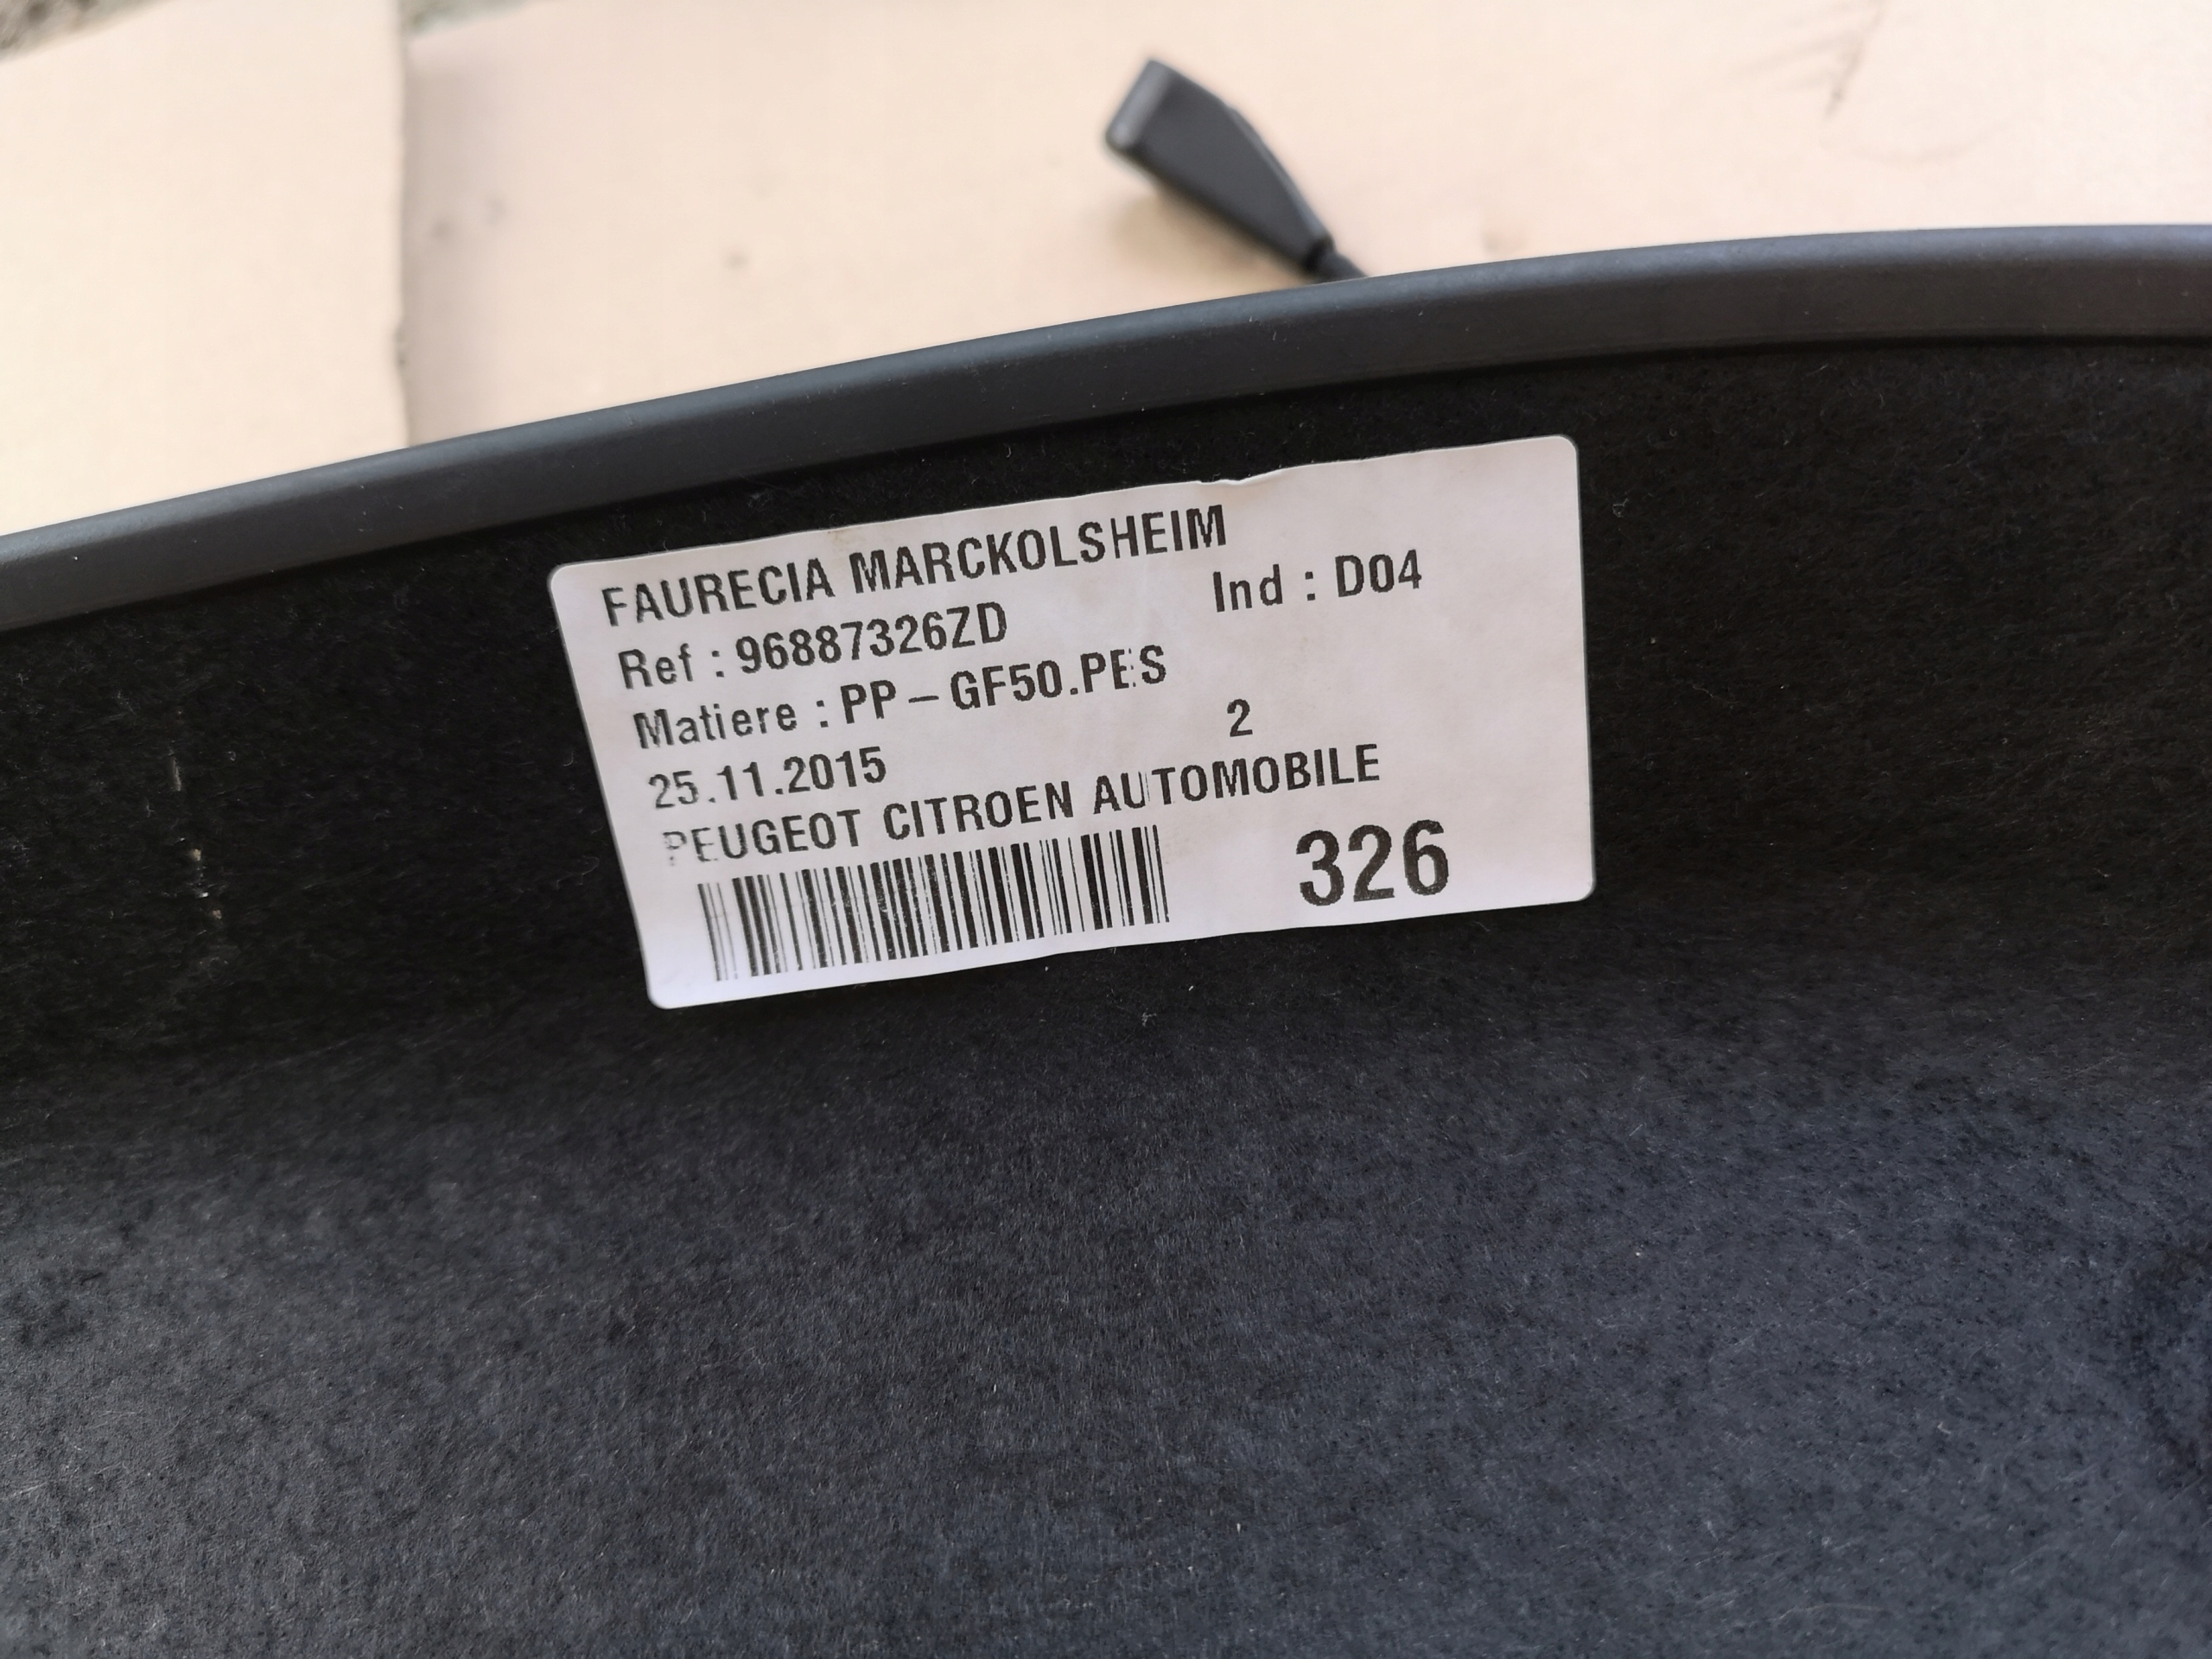 FAURECIA MARCKOLSHEIM
Ref : 96887326ZD Ind : D04
Matiere : PP - GF50.PES
25.11.2015 2
PEUGEOT CITROEN AUTOMOBILE
326